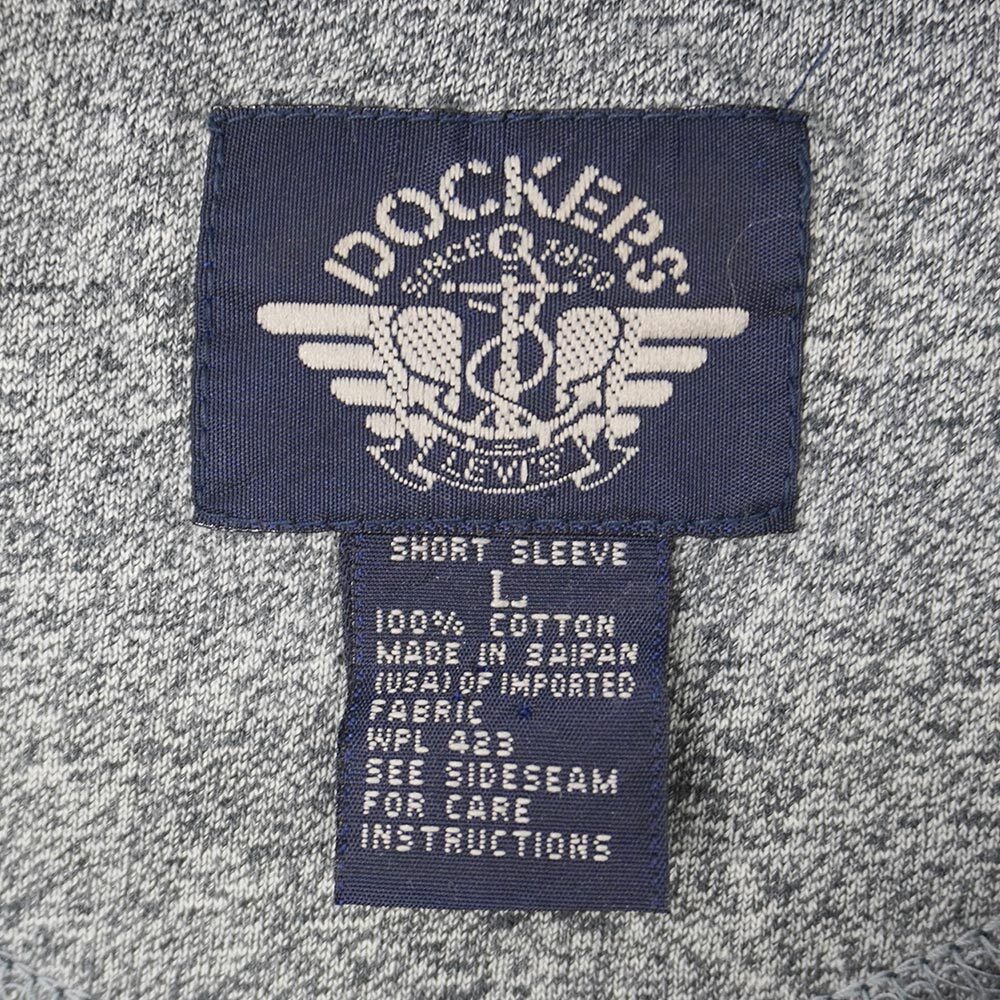 DOCKERS
SINCE 1850
LEVI'S
SHORT SLEEVE
L
100% COTTON
MADE IN SAIPAN
(USA) OF IMPORTED
FABRIC
WPL 423
SEE SIDESEAM
FOR CARE
INSTRUCTIONS